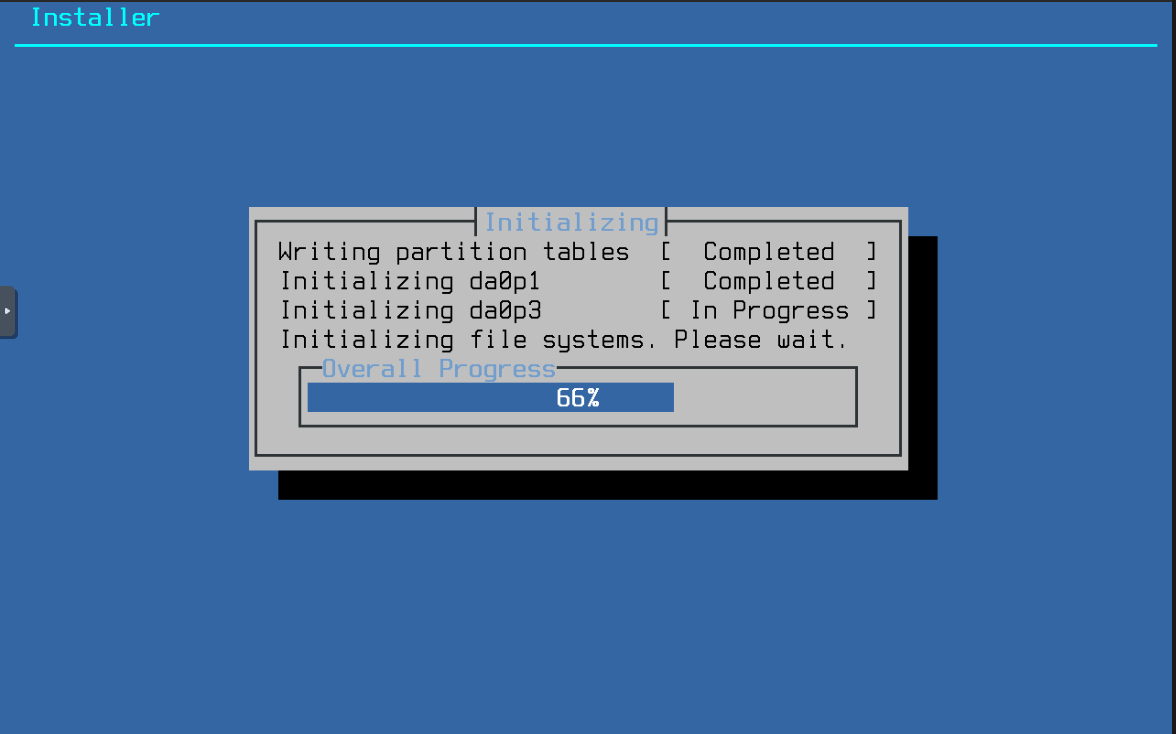 Installer
Initializing
Writing partition tables [ Completed ]
Initializing da0p1 [ Completed ]
Initializing da0p3 [ In Progress ]
Initializing file systems. Please wait.
Overall Progress
66%